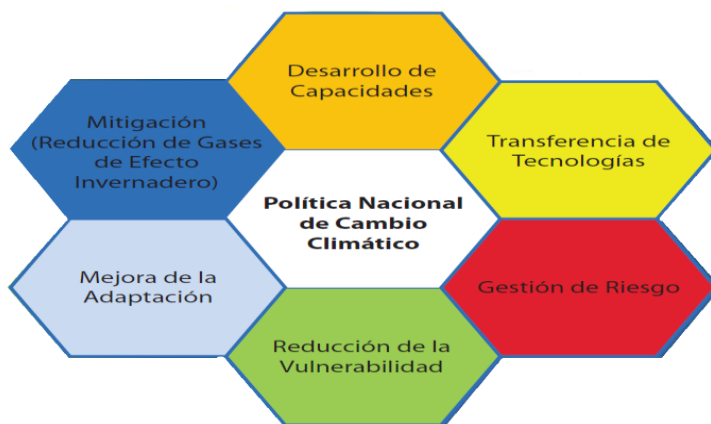 Desarrollo de
Capacidades
Mitigación
(Reducción de Gases
de Efecto
Invernadero)
Transferencia de
Tecnologías
Política Nacional
de Cambio
Climático
Mejora de la
Adaptación
Gestión de Riesgo
Reducción de la
Vulnerabilidad